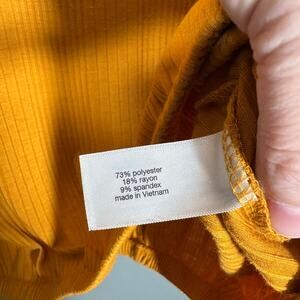 73% polyester
18% rayon
9% spandex
made in Vietnam